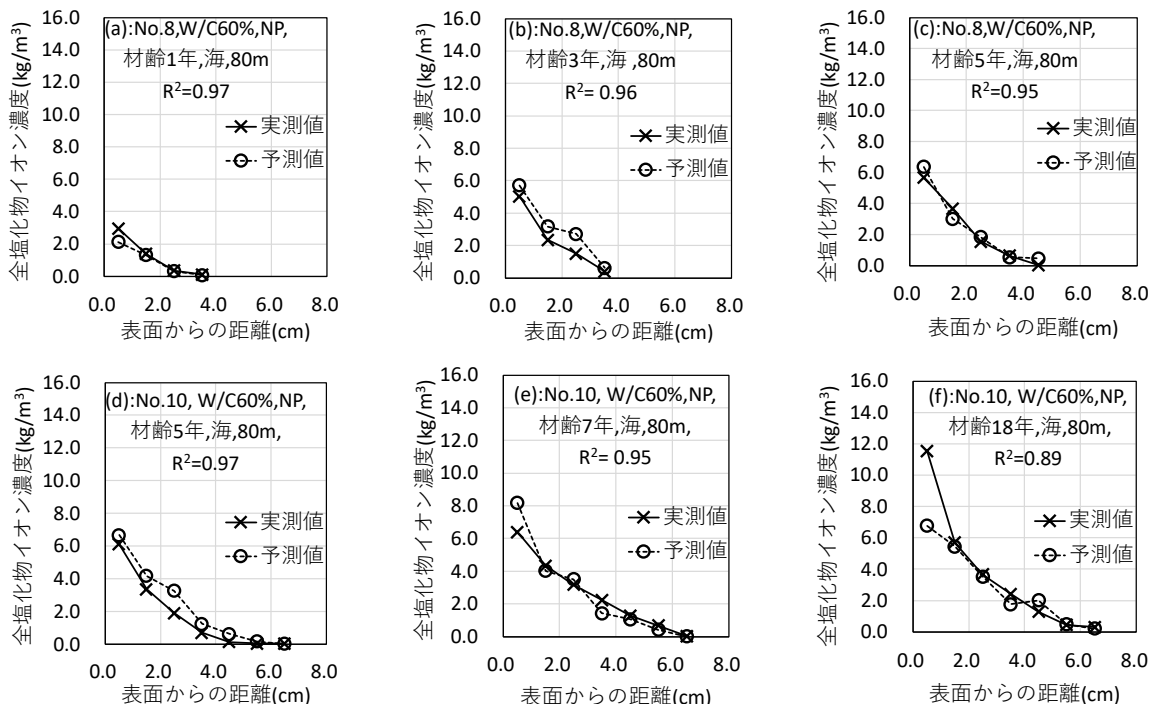 全塩化物イオン濃度(kg/m³)
16.0
14.0
12.0
10.0
8.0
6.0
4.0
2.0
0.0
(a):No.8,W/C60%,NP,
材齢1年,海,80m
R²=0.97
実測値
予測値
0.0 2.0 4.0 6.0 8.0
表面からの距離(cm)
全塩化物イオン濃度(kg/m³)
16.0
14.0
12.0
10.0
8.0
6.0
4.0
2.0
0.0
(b):No.8,W/C60%,NP,
材齢3年,海 ,80m
R²= 0.96
実測値
予測値
0.0 2.0 4.0 6.0 8.0
表面からの距離(cm)
全塩化物イオン濃度(kg/m³)
16.0
14.0
12.0
10.0
8.0
6.0
4.0
2.0
0.0
(c):No.8,W/C60%,NP,
材齢5年,海,80m
R²=0.95
実測値
予測値
0.0 2.0 4.0 6.0 8.0
表面からの距離(cm)
全塩化物イオン濃度(kg/m³)
16.0
14.0
12.0
10.0
8.0
6.0
4.0
2.0
0.0
(d):No.10, W/C60%,NP,
材齢5年,海,80m,
R²=0.97
実測値
予測値
0.0 2.0 4.0 6.0 8.0
表面からの距離(cm)
全塩化物イオン濃度(kg/m³)
16.0
14.0
12.0
10.0
8.0
6.0
4.0
2.0
0.0
(e):No.10, W/C60%,NP,
材齢7年,海,80m,
R²= 0.95
実測値
予測値
0.0 2.0 4.0 6.0 8.0
表面からの距離(cm)
全塩化物イオン濃度(kg/m³)
16.0
14.0
12.0
10.0
8.0
6.0
4.0
2.0
0.0
(f):No.10, W/C60%,NP,
材齢18年,海,80m,
R²=0.89
実測値
予測値
0.0 2.0 4.0 6.0 8.0
表面からの距離(cm)